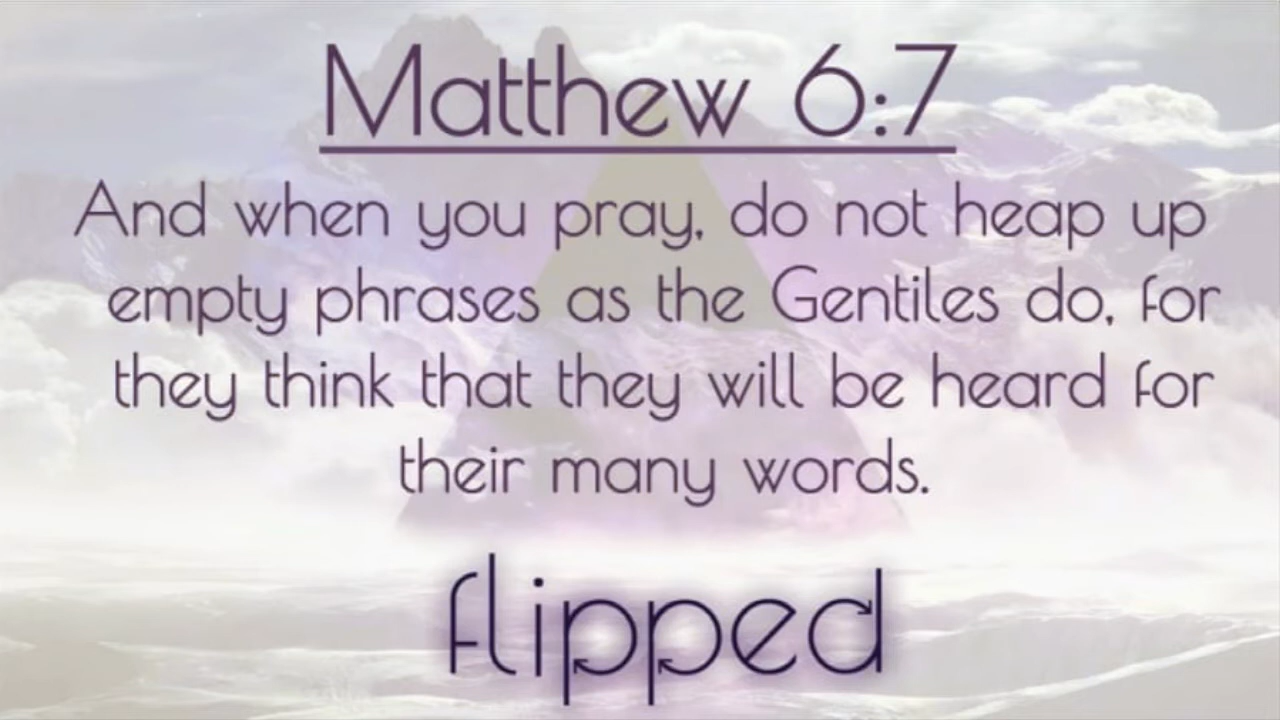 Matthew 6:7
And when you pray, do not heap up
empty phrases as the Gentiles do, for
they think that they will be heard for
their many words.
flipped